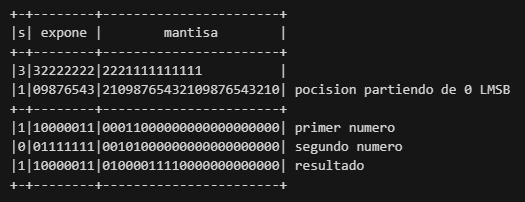 +-+--------+-----------------------+
|s| expone |        mantisa        |
+-+--------+-----------------------+
|3|32222222|2221111111111          |
|1|09876543|21098765432109876543210| pocision partiendo de 0 LMSB
+-+--------+-----------------------+
|1|10000011|00011000000000000000000| primer numero
|0|01111111|00101000000000000000000| segundo numero
|1|10000011|01000011110000000000000| resultado
+-+--------+-----------------------+